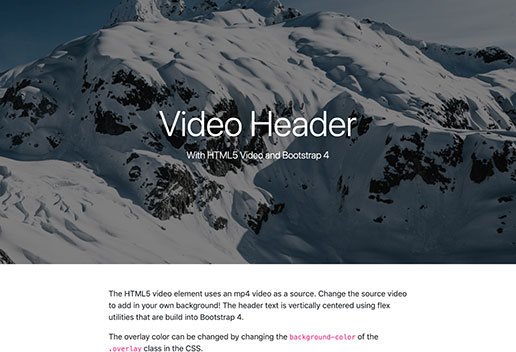 Video Header
With HTML5 Video and Bootstrap 4
The HTML5 video element uses an mp4 video as a source. Change the source video
to add in your own background! The header text is vertically centered using flex
utilities that are build into Bootstrap 4.
The overlay color can be changed by changing the background-color of the
.overlay class in the CSS.